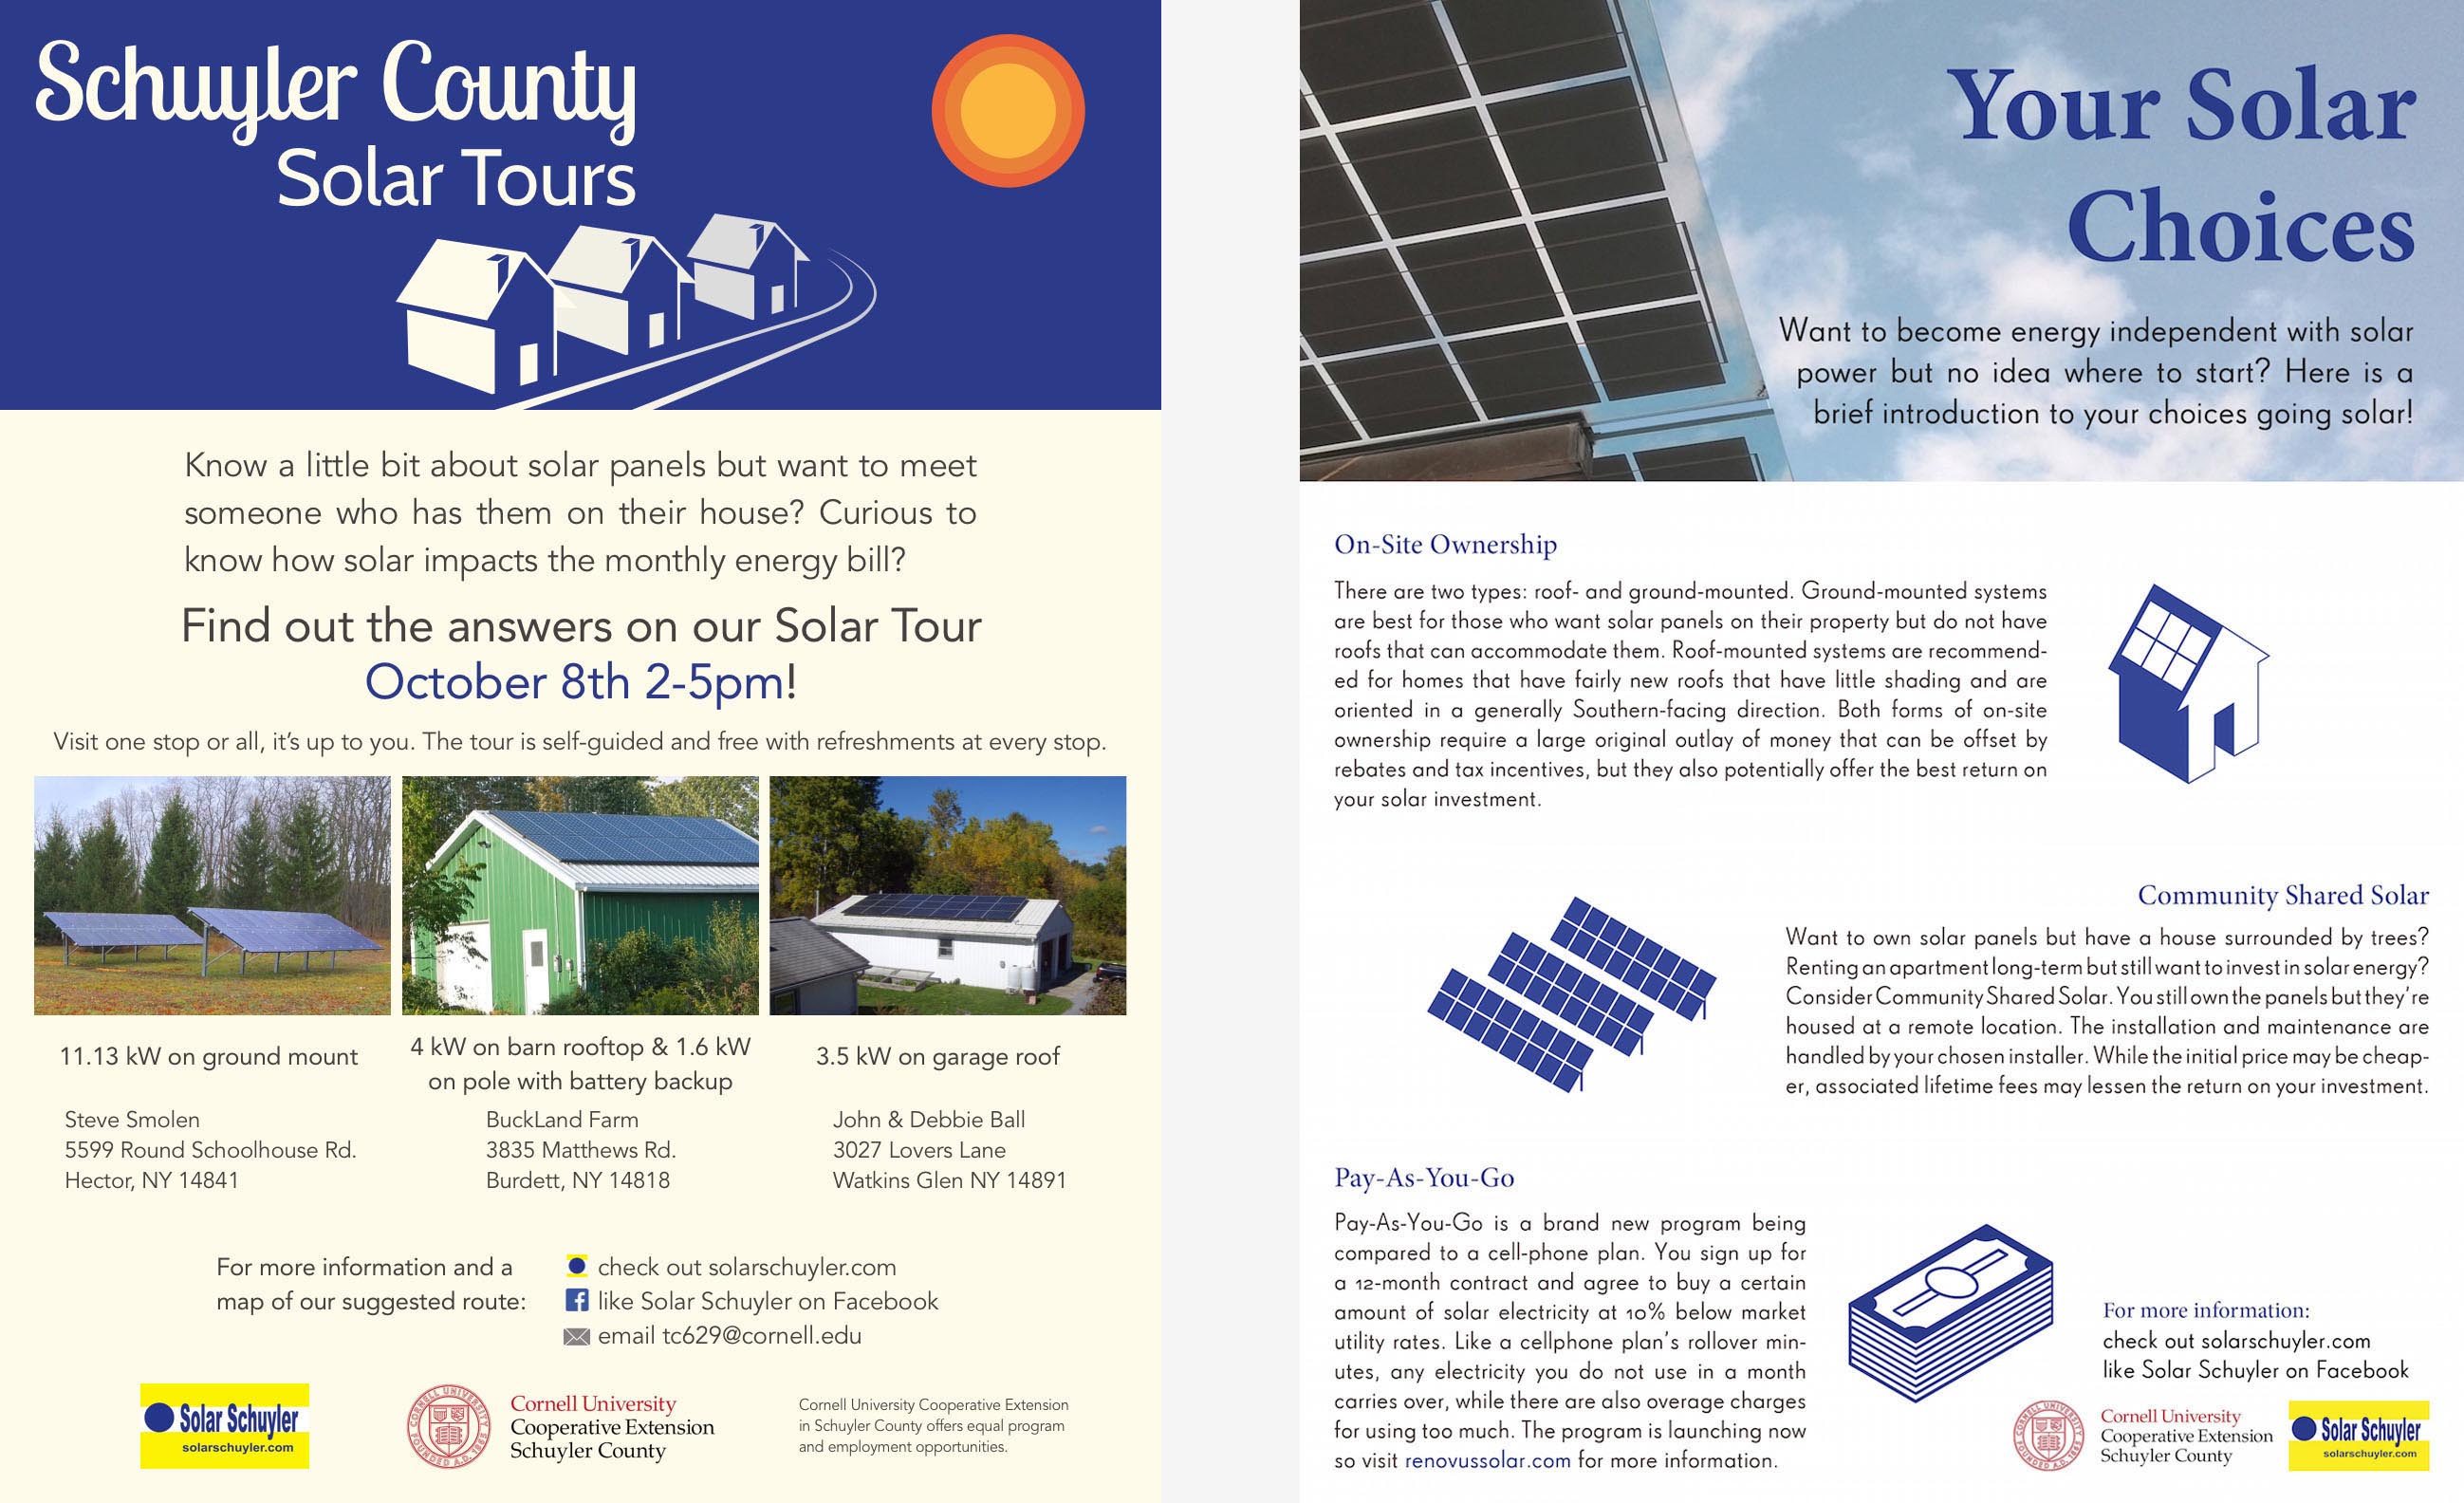 Schuyler County
Solar Tours
Know a little bit about solar panels but want to meet
someone who has them on their house? Curious to
know how solar impacts the monthly energy bill?
Find out the answers on our Solar Tour
October 8th 2-5pm!
Visit one stop or all, it's up to you. The tour is self-guided and free with refreshments at every stop.
11.13 kW on ground mount
Steve Smolen
5599 Round Schoolhouse Rd.
Hector, NY 14841
4 kW on barn rooftop & 1.6 kW
on pole with battery backup
BuckLand Farm
3835 Matthews Rd.
Burdett, NY 14818
3.5 kW on garage roof
John & Debbie Ball
3027 Lovers Lane
Watkins Glen NY 14891
For more information and a
map of our suggested route:
check out solarschuyler.com
like Solar Schuyler on Facebook
email tc629@cornell.edu
Solar Schuyler
solarschuyler.com
CORNELL UNIVERSITY
FOUNDED A.D. 1865
Cornell University
Cooperative Extension
Schuyler County
Cornell University Cooperative Extension
in Schuyler County offers equal program
and employment opportunities.
Your Solar
Choices
Want to become energy independent with solar
power but no idea where to start? Here is a
brief introduction to your choices going solar!
On-Site Ownership
There are two types: roof- and ground-mounted. Ground-mounted systems
are best for those who want solar panels on their property but do not have
roofs that can accommodate them. Roof-mounted systems are recommend-
ed for homes that have fairly new roofs that have little shading and are
oriented in a generally Southern-facing direction. Both forms of on-site
ownership require a large original outlay of money that can be offset by
rebates and tax incentives, but they also potentially offer the best return on
your solar investment.
Community Shared Solar
Want to own solar panels but have a house surrounded by trees?
Renting an apartment long-term but still want to invest in solar energy?
Consider Community Shared Solar. You still own the panels but they're
housed at a remote location. The installation and maintenance are
handled by your chosen installer. While the initial price may be cheap-
er, associated lifetime fees may lessen the return on your investment.
Pay-As-You-Go
Pay-As-You-Go is a brand new program being
compared to a cell-phone plan. You sign up for
a 12-month contract and agree to buy a certain
amount of solar electricity at 10% below market
utility rates. Like a cellphone plan's rollover min-
utes, any electricity you do not use in a month
carries over, while there are also overage charges
for using too much. The program is launching now
so visit renovussolar.com for more information.
For more information:
check out solarschuyler.com
like Solar Schuyler on Facebook
Cornell University
Cooperative Extension
Schuyler County
Solar Schuyler
solarschuyler.com